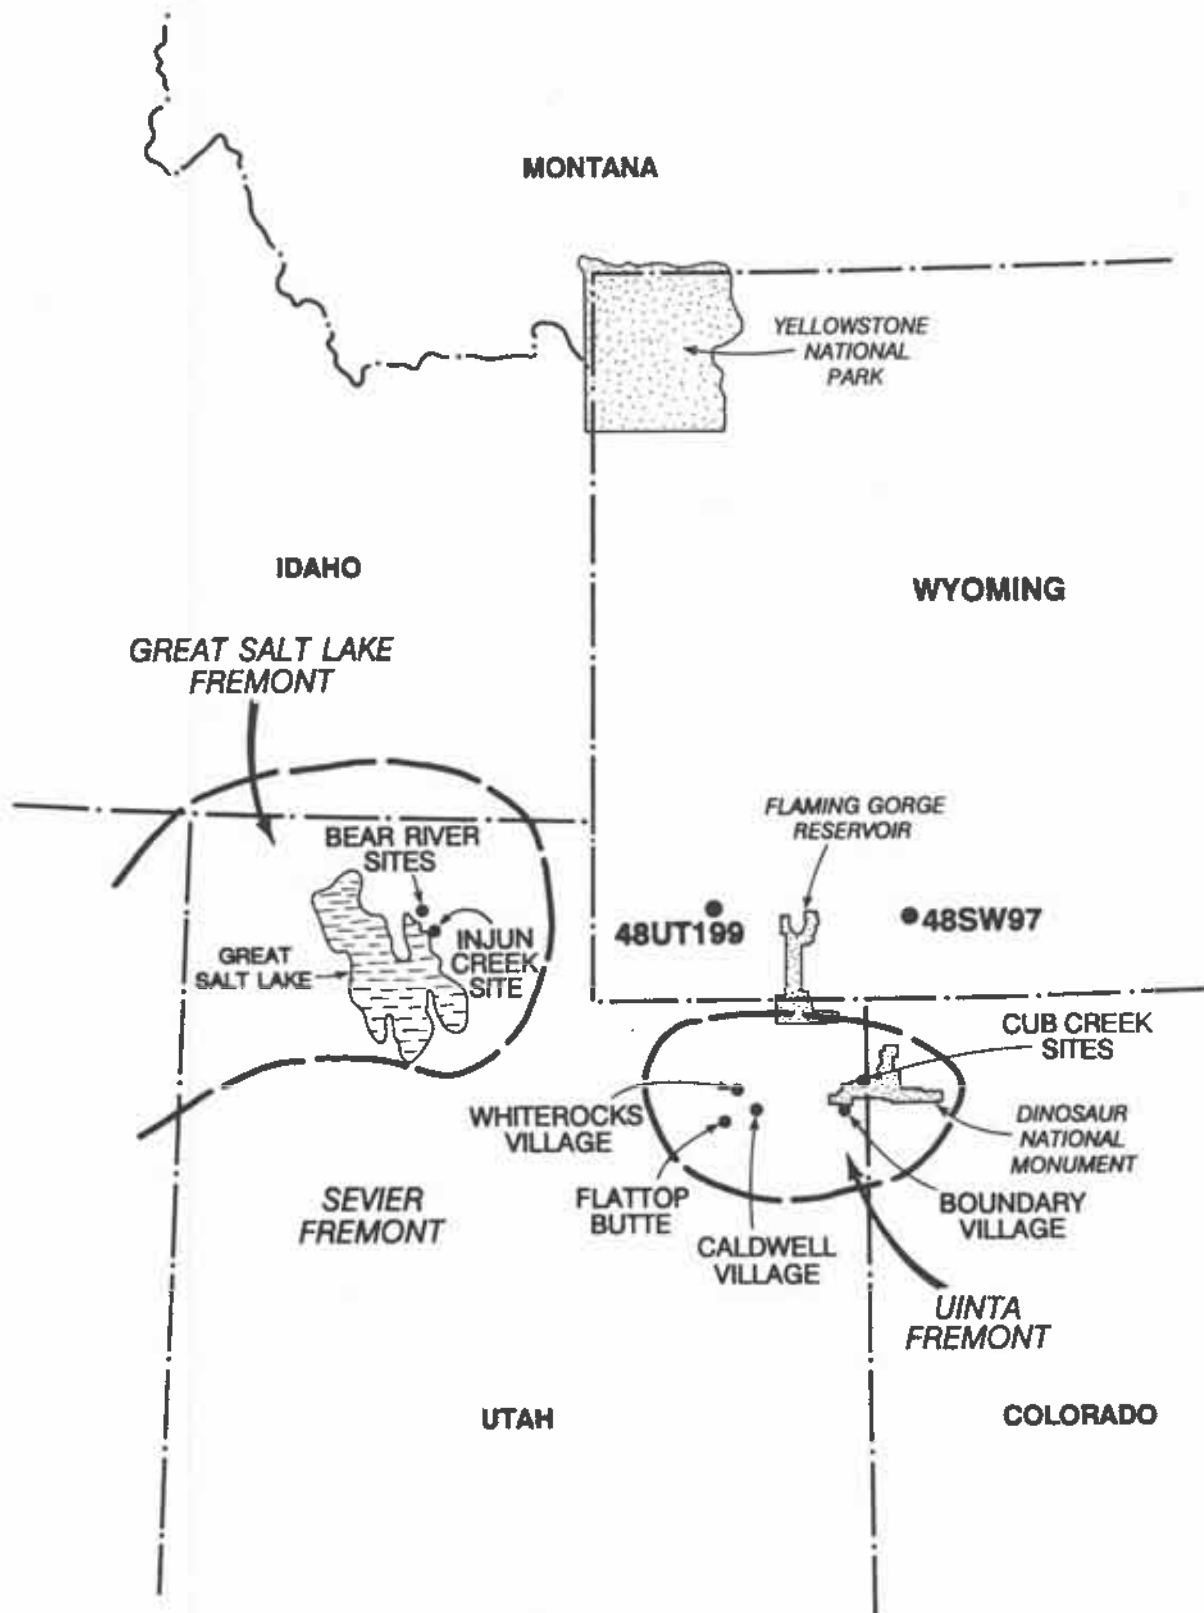 MONTANA
YELLOWSTONE
NATIONAL
PARK
IDAHO
WYOMING
GREAT SALT LAKE
FREMONT
FLAMING GORGE
RESERVOIR
BEAR RIVER
SITES
48UT199
48SW97
INJUN
CREEK
SITE
GREAT
SALT LAKE
CUB CREEK
SITES
WHITEROCKS
VILLAGE
DINOSAUR
NATIONAL
MONUMENT
SEVIER
FREMONT
FLATTOP
BUTTE
BOUNDARY
VILLAGE
CALDWELL
VILLAGE
UINTA
FREMONT
UTAH
COLORADO